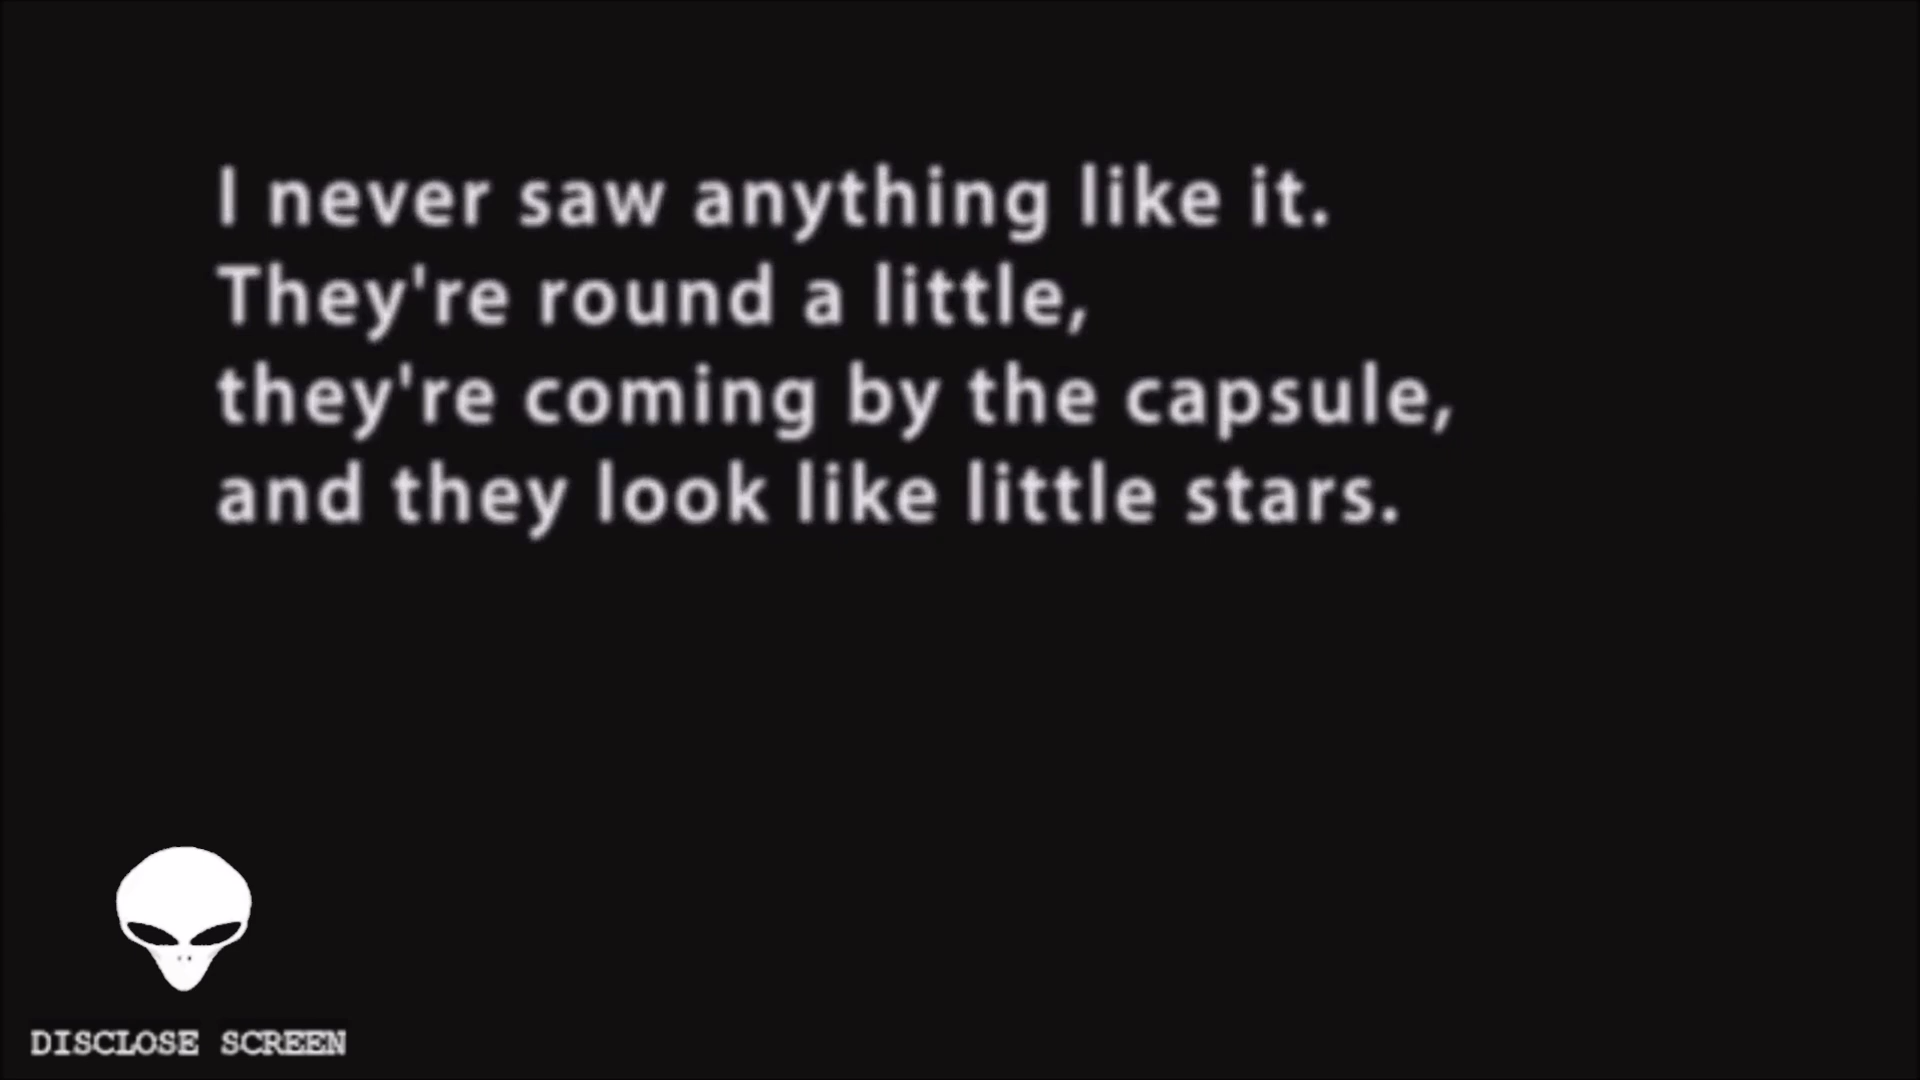 I never saw anything like it.
They're round a little,
they're coming by the capsule,
and they look like little stars.
DISCLOSE SCREEN